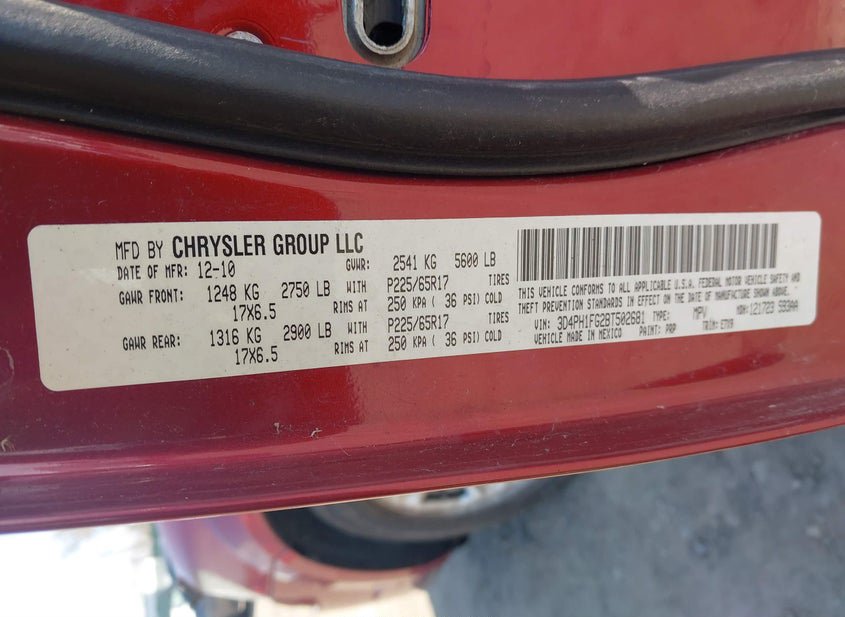 MFD BY CHRYSLER GROUP LLC
DATE OF MFR: 12-10 GVWR: 2541 KG 5600 LB
GAWR FRONT: 1248 KG 2750 LB WITH P225/65R17 TIRES
17X6.5 RIMS AT 250 KPA ( 36 PSI) COLD
GAWR REAR: 1316 KG 2900 LB WITH P225/65R17 TIRES
17X6.5 RIMS AT 250 KPA ( 36 PSI) COLD
THIS VEHICLE CONFORMS TO ALL APPLICABLE U.S.A. FEDERAL MOTOR VEHICLE SAFETY AND
THEFT PREVENTION STANDARDS IN EFFECT ON THE DATE OF MANUFACTURE SHOWN ABOVE.
VIN: 3D4PH1FG2BT502681 TYPE: MPV MDH: 121723 593AA
VEHICLE MADE IN MEXICO PAINT: PRP TRIM: